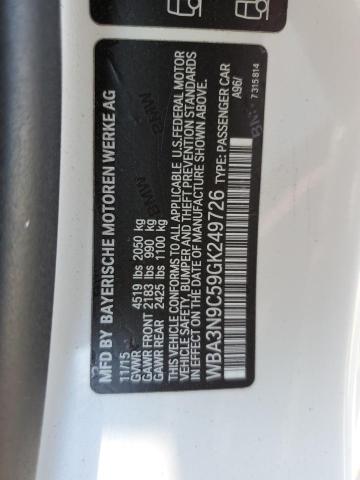 MFD BY BAYERISCHE MOTOREN WERKE AG
11/15
GVWR 4519 lbs 2050 kg
GAWR FRONT 2183 lbs 990 kg
GAWR REAR 2425 lbs 1100 kg
THIS VEHICLE CONFORMS TO ALL APPLICABLE U.S. FEDERAL MOTOR
VEHICLE SAFETY, BUMPER AND THEFT PREVENTION STANDARDS
IN EFFECT ON THE DATE OF MANUFACTURE SHOWN ABOVE.
WBA3N9C59GK249726 TYPE: PASSENGER CAR
A96/
7 315 814
BMW
BMW